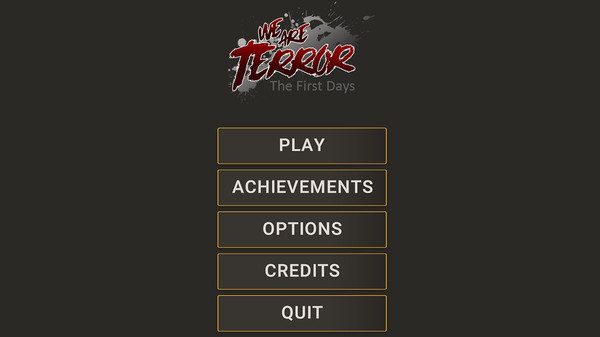 WE
ARE
TERROR
The First Days
PLAY
ACHIEVEMENTS
OPTIONS
CREDITS
QUIT